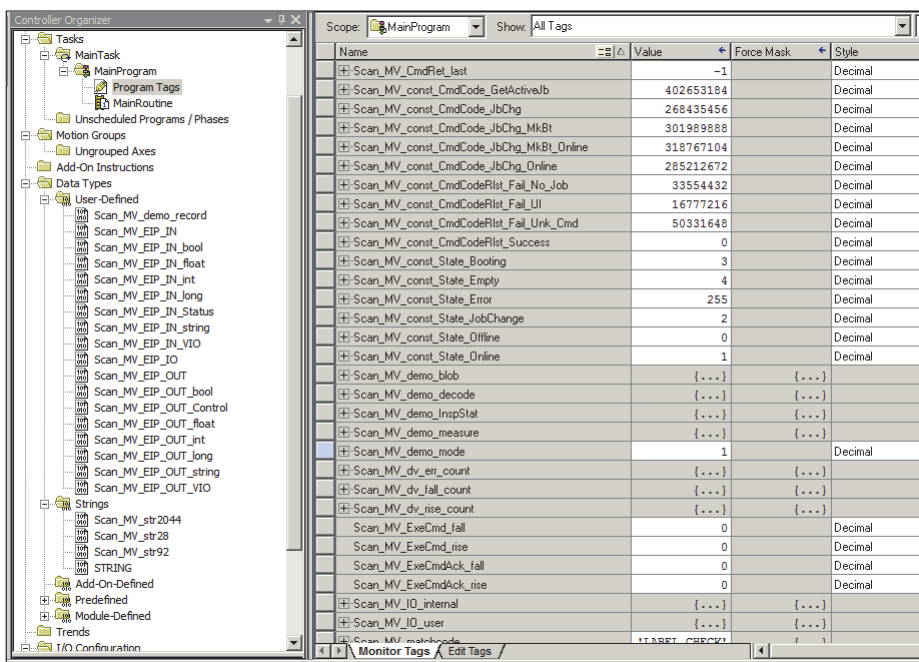 Controller Organizer
Tasks
MainTask
MainProgram
Program Tags
MainRoutine
Unscheduled Programs / Phases
Motion Groups
Ungrouped Axes
Add-On Instructions
Data Types
User-Defined
Scan_MV_demo_record
Scan_MV_EIP_IN
Scan_MV_EIP_IN_bool
Scan_MV_EIP_IN_float
Scan_MV_EIP_IN_int
Scan_MV_EIP_IN_long
Scan_MV_EIP_IN_Status
Scan_MV_EIP_IN_string
Scan_MV_EIP_IN_VIO
Scan_MV_EIP_IO
Scan_MV_EIP_OUT
Scan_MV_EIP_OUT_bool
Scan_MV_EIP_OUT_Control
Scan_MV_EIP_OUT_float
Scan_MV_EIP_OUT_int
Scan_MV_EIP_OUT_long
Scan_MV_EIP_OUT_string
Scan_MV_EIP_OUT_VIO
Strings
Scan_MV_str2044
Scan_MV_str28
Scan_MV_str92
STRING
Add-On-Defined
Predefined
Module-Defined
Trends
I/O Configuration
Scope: MainProgram Show: All Tags
Name Value Force Mask Style
Scan_MV_CmdRet_last -1 Decimal
Scan_MV_const_CmdCode_GetActiveJb 402653184 Decimal
Scan_MV_const_CmdCode_JbChg 268435456 Decimal
Scan_MV_const_CmdCode_JbChg_MkBt 301989888 Decimal
Scan_MV_const_CmdCode_JbChg_MkBt_Online 318767104 Decimal
Scan_MV_const_CmdCode_JbChg_Online 285212672 Decimal
Scan_MV_const_CmdCodeRlst_Fail_No_Job 33554432 Decimal
Scan_MV_const_CmdCodeRlst_Fail_UI 16777216 Decimal
Scan_MV_const_CmdCodeRlst_Fail_Unk_Cmd 50331648 Decimal
Scan_MV_const_CmdCodeRlst_Success 0 Decimal
Scan_MV_const_State_Booting 3 Decimal
Scan_MV_const_State_Empty 4 Decimal
Scan_MV_const_State_Error 255 Decimal
Scan_MV_const_State_JobChange 2 Decimal
Scan_MV_const_State_Offline 0 Decimal
Scan_MV_const_State_Online 1 Decimal
Scan_MV_demo_blob {...} {...}
Scan_MV_demo_decode {...} {...}
Scan_MV_demo_InspStat {...} {...}
Scan_MV_demo_measure {...} {...}
Scan_MV_demo_mode 1 Decimal
Scan_MV_dv_err_count {...} {...}
Scan_MV_dv_fall_count {...} {...}
Scan_MV_dv_rise_count {...} {...}
Scan_MV_ExeCmd_fall 0 Decimal
Scan_MV_ExeCmd_rise 0 Decimal
Scan_MV_ExeCmdAck_fall 0 Decimal
Scan_MV_ExeCmdAck_rise 0 Decimal
Scan_MV_IO_internal {...} {...}
Scan_MV_IO_user {...} {...}
Scan_MV_matchcode '!LABEL CHECK!' {...}
Monitor Tags Edit Tags